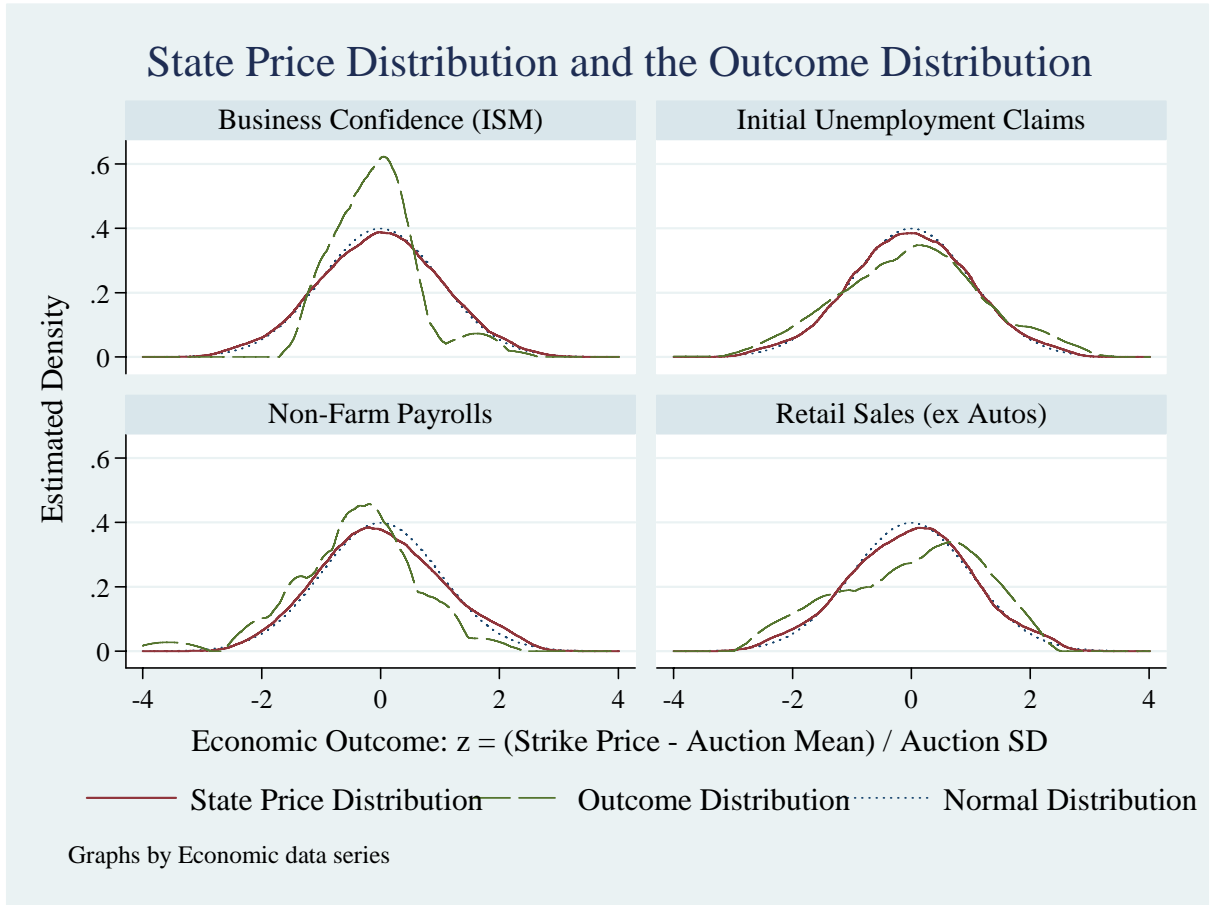 State Price Distribution and the Outcome Distribution
Business Confidence (ISM)
Initial Unemployment Claims
.6
.4
.2
0
Non-Farm Payrolls
Retail Sales (ex Autos)
.6
.4
.2
0
Estimated Density
-4 -2 0 2 4
-4 -2 0 2 4
Economic Outcome: z = (Strike Price - Auction Mean) / Auction SD
State Price Distribution Outcome Distribution Normal Distribution
Graphs by Economic data series